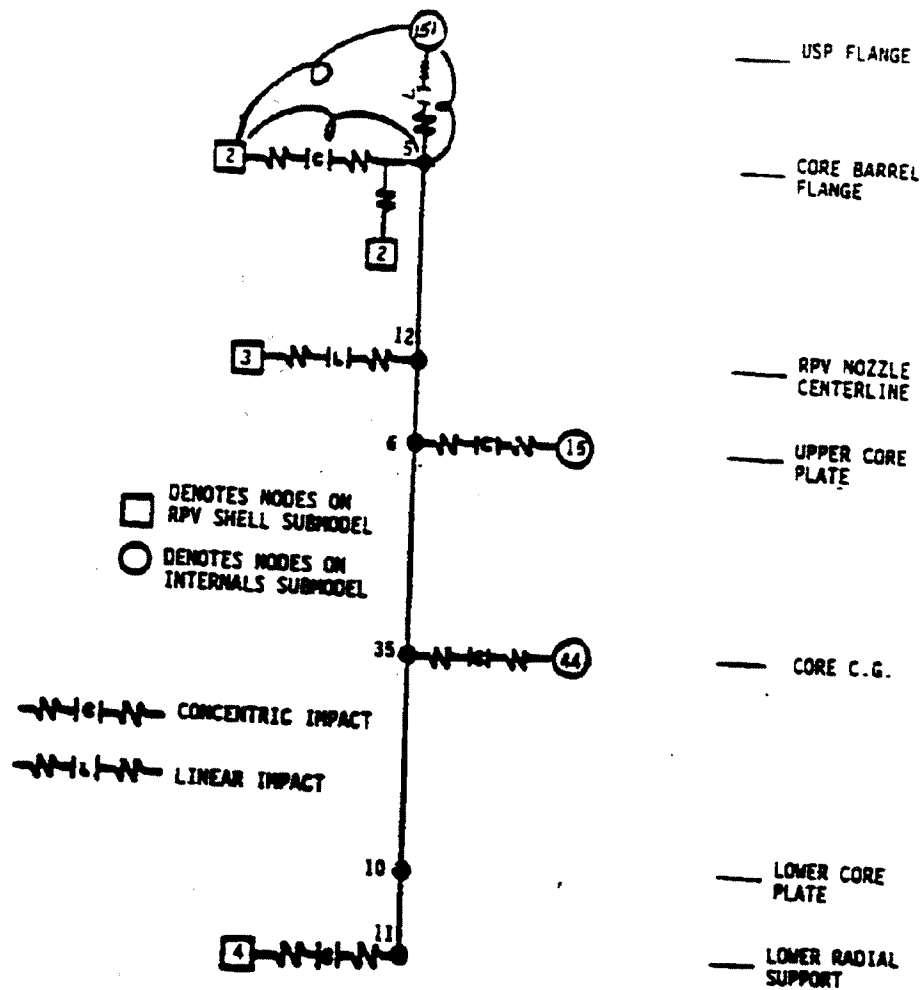 151
USP FLANGE
L
2
C
5
CORE BARREL
FLANGE
2
12
3
L
RPV NOZZLE
CENTERLINE
6
C
15
UPPER CORE
PLATE
DENOTES NODES ON
RPV SHELL SUBMODEL
DENOTES NODES ON
INTERNALS SUBMODEL
35
44
CORE C.G.
C
CONCENTRIC IMPACT
L
LINEAR IMPACT
10
LOWER CORE
PLATE
11
4
LOWER RADIAL
SUPPORT